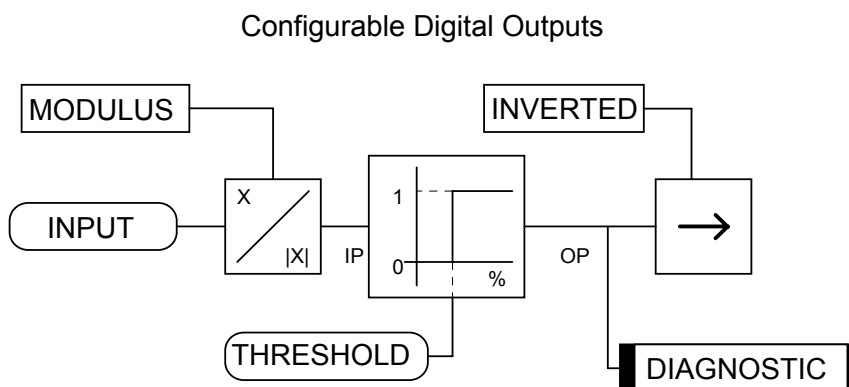 Configurable Digital Outputs
MODULUS
INVERTED
X
|X|
INPUT
IP
1
0
%
OP
THRESHOLD
DIAGNOSTIC